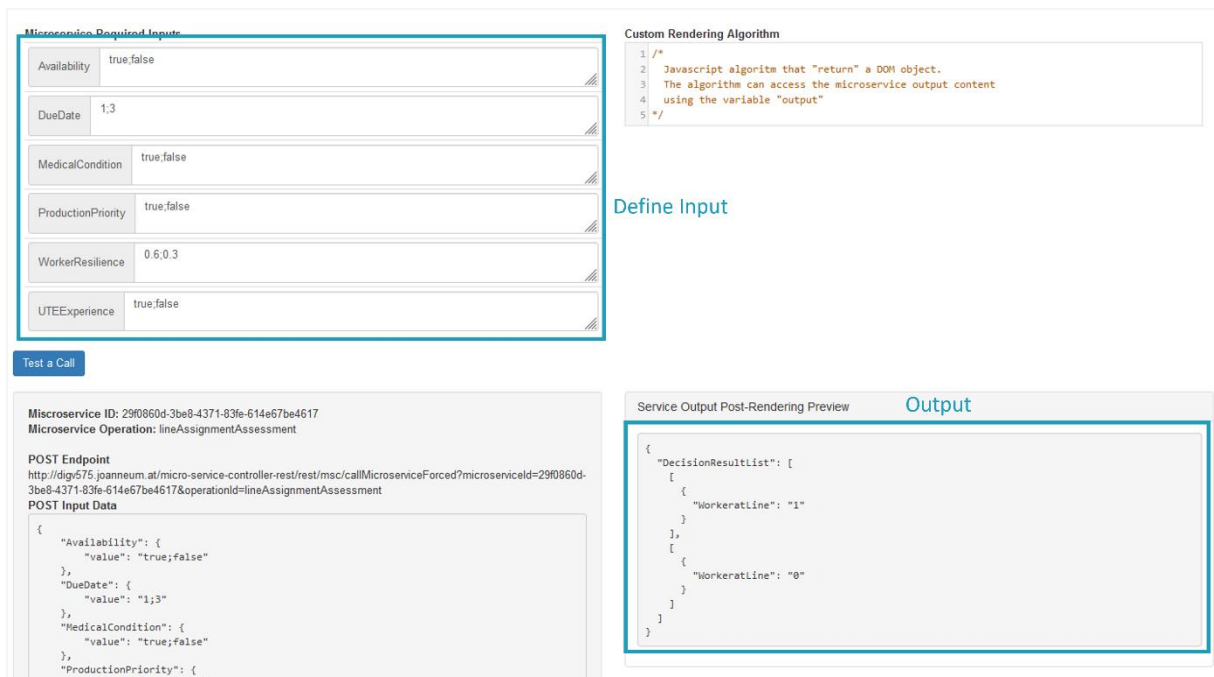 Microservice Required Inputs
Availability
true;false
DueDate
1;3
MedicalCondition
true;false
ProductionPriority
true;false
WorkerResilience
0.6;0.3
UTEExperience
true;false
Define Input
Custom Rendering Algorithm
1 /*
2 Javascript algoritm that "return" a DOM object.
3 The algorithm can access the microservice output content
4 using the variable "output"
5 */
Test a Call
Miscroservice ID: 29f0860d-3be8-4371-83fe-614e67be4617
Microservice Operation: lineAssignmentAssessment
POST Endpoint
http://digv575.joanneum.at/micro-service-controller-rest/rest/msc/callMicroserviceForced?microserviceId=29f0860d-
3be8-4371-83fe-614e67be4617&operationId=lineAssignmentAssessment
POST Input Data
{
"Availability": {
"value": "true;false"
},
"DueDate": {
"value": "1;3"
},
"MedicalCondition": {
"value": "true;false"
},
"ProductionPriority": {
Service Output Post-Rendering Preview
Output
{
"DecisionResultList": [
[
{
"WorkeratLine": "1"
}
],
[
{
"WorkeratLine": "0"
}
]
]
}